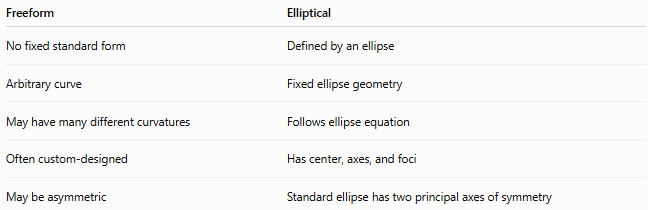 Freeform Elliptical
No fixed standard form Defined by an ellipse
Arbitrary curve Fixed ellipse geometry
May have many different curvatures Follows ellipse equation
Often custom-designed Has center, axes, and foci
May be asymmetric Standard ellipse has two principal axes of symmetry